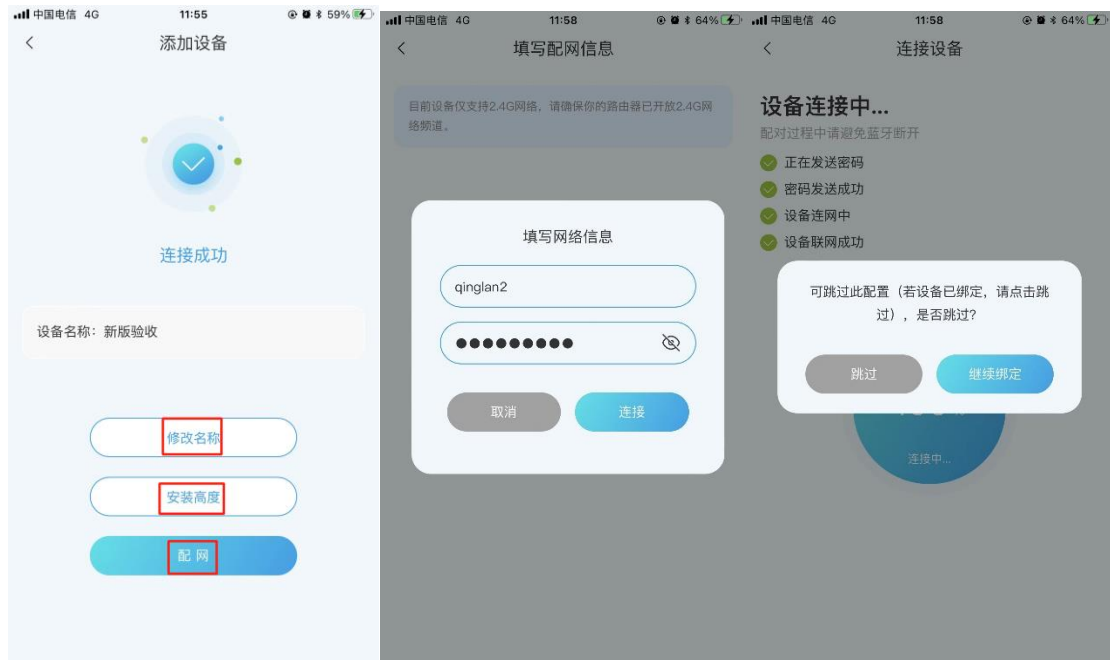 中国电信 4G 11:55 59%
添加设备
连接成功
设备名称：新版验收
修改名称
安装高度
配网
中国电信 4G 11:58 64%
填写配网信息
目前设备仅支持2.4G网络，请确保你的路由器已开放2.4G网
络频道。
填写网络信息
qinglan2
取消 连接
中国电信 4G 11:58 64%
连接设备
设备连接中...
配对过程中请避免蓝牙断开
正在发送密码
密码发送成功
设备连网中
设备联网成功
可跳过此配置（若设备已绑定，请点击跳
过），是否跳过？
跳过 继续绑定
连接中...